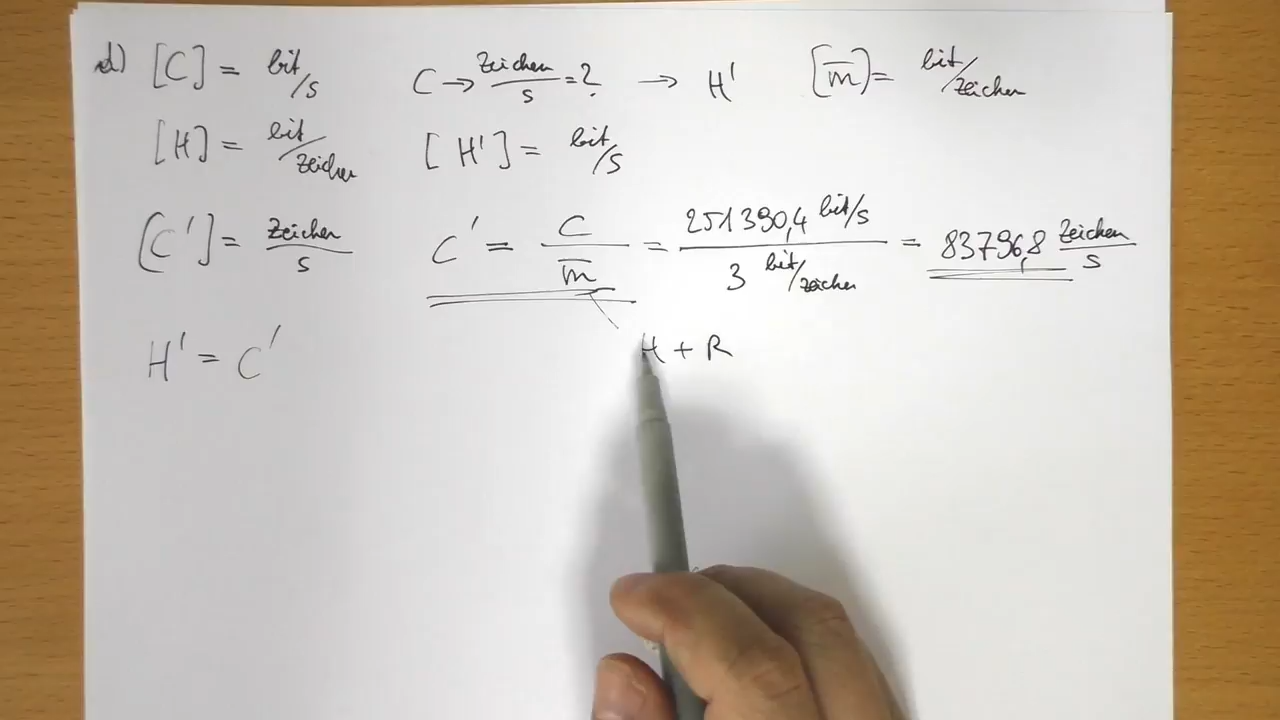 d) [C] = bit/s C → Zeichen/s = ? → H' [m̅] = bit/Zeichen
[H] = bit/Zeichen [H'] = bit/s
[C'] = Zeichen/s C' = C/m̅ = 251390,4 bit/s / 3 bit/Zeichen = 83796,8 Zeichen/s
H' = C' H + R